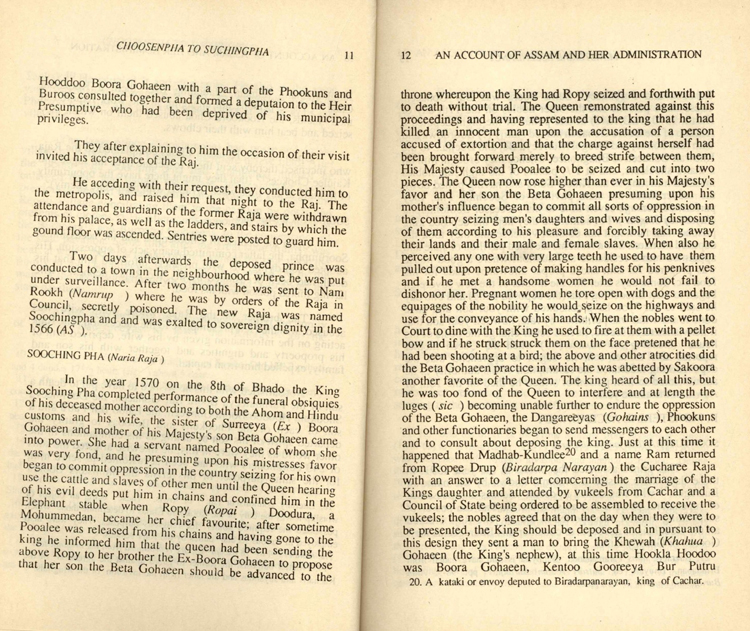 CHOOSENPHA TO SUCHINGPHA 11
Hooddoo Boora Gohaeen with a part of the Phookuns and
Buroos consulted together and formed a deputaion to the Heir
Presumptive who had been deprived of his municipal
privileges.
They after explaining to him the occasion of their visit
invited his acceptance of the Raj.
He acceding with their request, they conducted him to
the metropolis, and raised him that night to the Raj. The
attendance and guardians of the former Raja were withdrawn
from his palace, as well as the ladders, and stairs by which the
gound floor was ascended. Sentries were posted to guard him.
Two days afterwards the deposed prince was
conducted to a town in the neighbourhood where he was put
under surveillance. After two months he was sent to Nam
Rookh (Namrup ) where he was by orders of the Raja in
Council, secretly poisoned. The new Raja was named
Soochingpha and and was exalted to sovereign dignity in the
1566 (AS ).
SOOCHING PHA (Naria Raja )
In the year 1570 on the 8th of Bhado the King
Sooching Pha completed performance of the funeral obsiquies
of his deceased mother according to both the Ahom and Hindu
customs and his wife, the sister of Surreeya (Ex ) Boora
Gohaeen and mother of his Majesty's son Beta Gohaeen came
into power. She had a servant named Pooalee of whom she
was very fond, and he presuming upon his mistresses favor
began to commit oppression in the country seizing for his own
use the cattle and slaves of other men until the Queen hearing
of his evil deeds put him in chains and confined him in the
Elephant stable when Ropy (Ropai ) Doodura, a
Mohummedan, became her chief favourite; after sometime
Pooalee was released from his chains and having gone to the
king he informed him that the queen had been sending the
above Ropy to her brother the Ex-Boora Gohaeen to propose
that her son the Beta Gohaeen should be advanced to the
12 AN ACCOUNT OF ASSAM AND HER ADMINISTRATION
throne whereupon the King had Ropy seized and forthwith put
to death without trial. The Queen remonstrated against this
proceedings and having represented to the king that he had
killed an innocent man upon the accusation of a person
accused of extortion and that the charge against herself had
been brought forward merely to breed strife between them,
His Majesty caused Pooalee to be seized and cut into two
pieces. The Queen now rose higher than ever in his Majesty's
favor and her son the Beta Gohaeen presuming upon his
mother's influence began to commit all sorts of oppression in
the country seizing men's daughters and wives and disposing
of them according to his pleasure and forcibly taking away
their lands and their male and female slaves. When also he
perceived any one with very large teeth he used to have them
pulled out upon pretence of making handles for his penknives
and if he met a handsome women he would not fail to
dishonor her. Pregnant women he tore open with dogs and the
equipages of the nobility he would seize on the highways and
use for the conveyance of his hands. When the nobles went to
Court to dine with the King he used to fire at them with a pellet
bow and if he struck struck them on the face pretened that he
had been shooting at a bird; the above and other atrocities did
the Beta Gohaeen practice in which he was abetted by Sakoora
another favorite of the Queen. The king heard of all this, but
he was too fond of the Queen to interfere and at length the
luges ( sic ) becoming unable further to endure the oppression
of the Beta Gohaeen, the Dangareeyas (Gohains ), Phookuns
and other functionaries began to send messengers to each other
and to consult about deposing the king. Just at this time it
happened that Madhab-Kundlee20 and a name Ram returned
from Ropee Drup (Biradarpa Narayan ) the Cucharee Raja
with an answer to a letter comcerning the marriage of the
Kings daughter and attended by vukeels from Cachar and a
Council of State being ordered to be assembled to receive the
vukeels; the nobles agreed that on the day when they were to
be presented, the King should be deposed and in pursuant to
this design they sent a man to bring the Khewah (Khahua )
Gohaeen (the King's nephew), at this time Hookla Hoodoo
was Boora Gohaeen, Kentoo Gooreeya Bur Putru
20. A kataki or envoy deputed to Biradarpanarayan, king of Cachar.